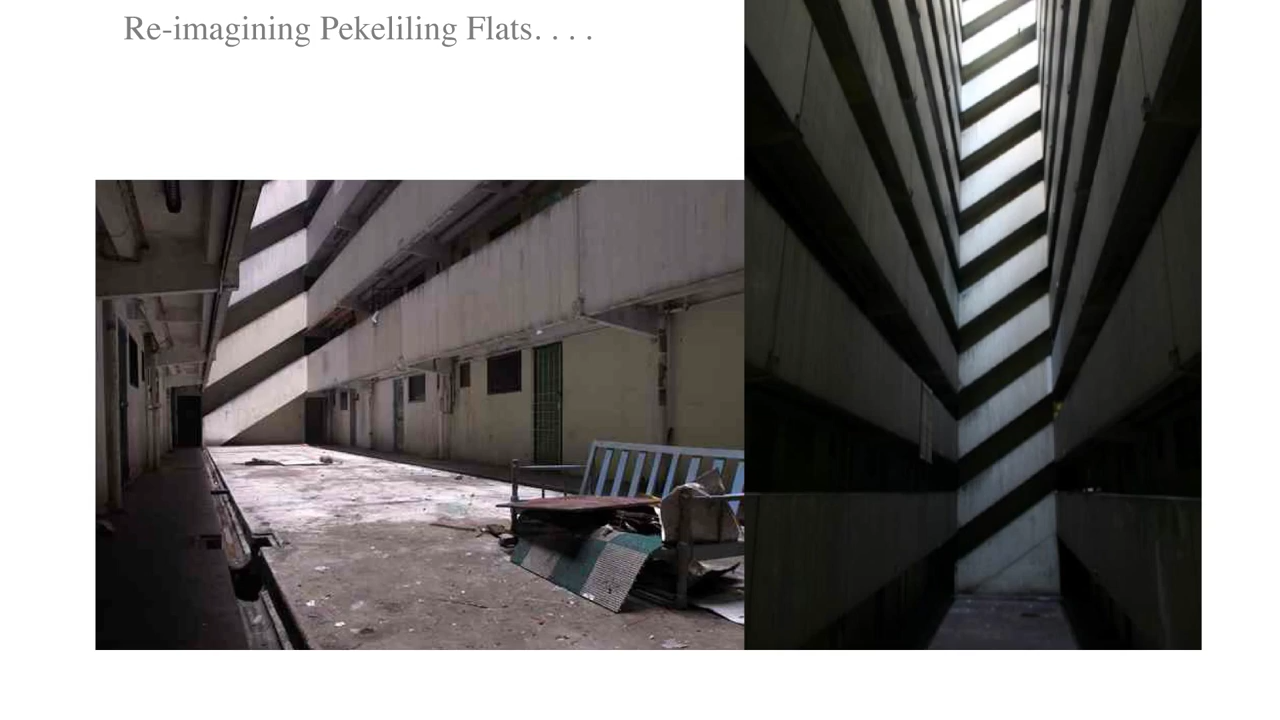 Re-imagining Pekeliling Flats. . . .